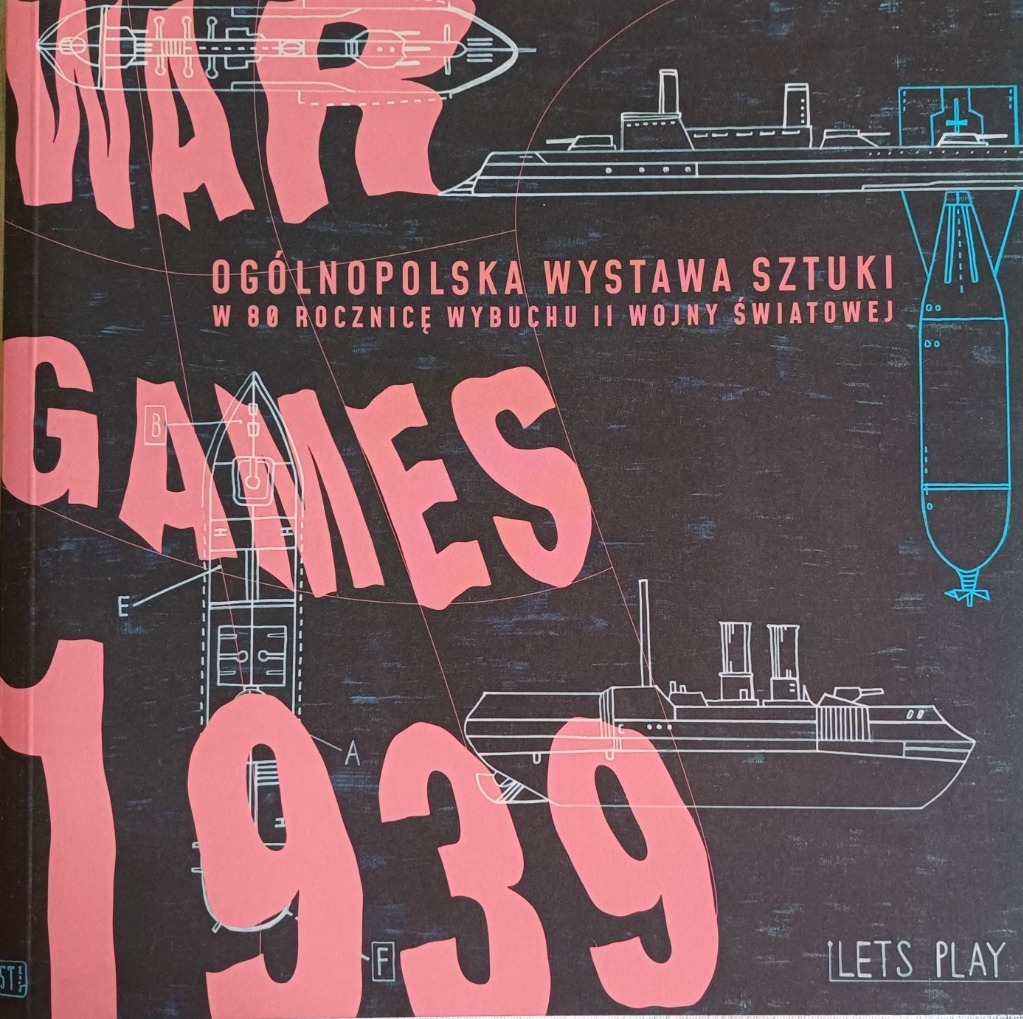 WAR
OGÓLNOPOLSKA WYSTAWA SZTUKI
W 80 ROCZNICĘ WYBUCHU II WOJNY ŚWIATOWEJ
GAMES
B
H H
E
1939
E
A
F
LETS PLAY